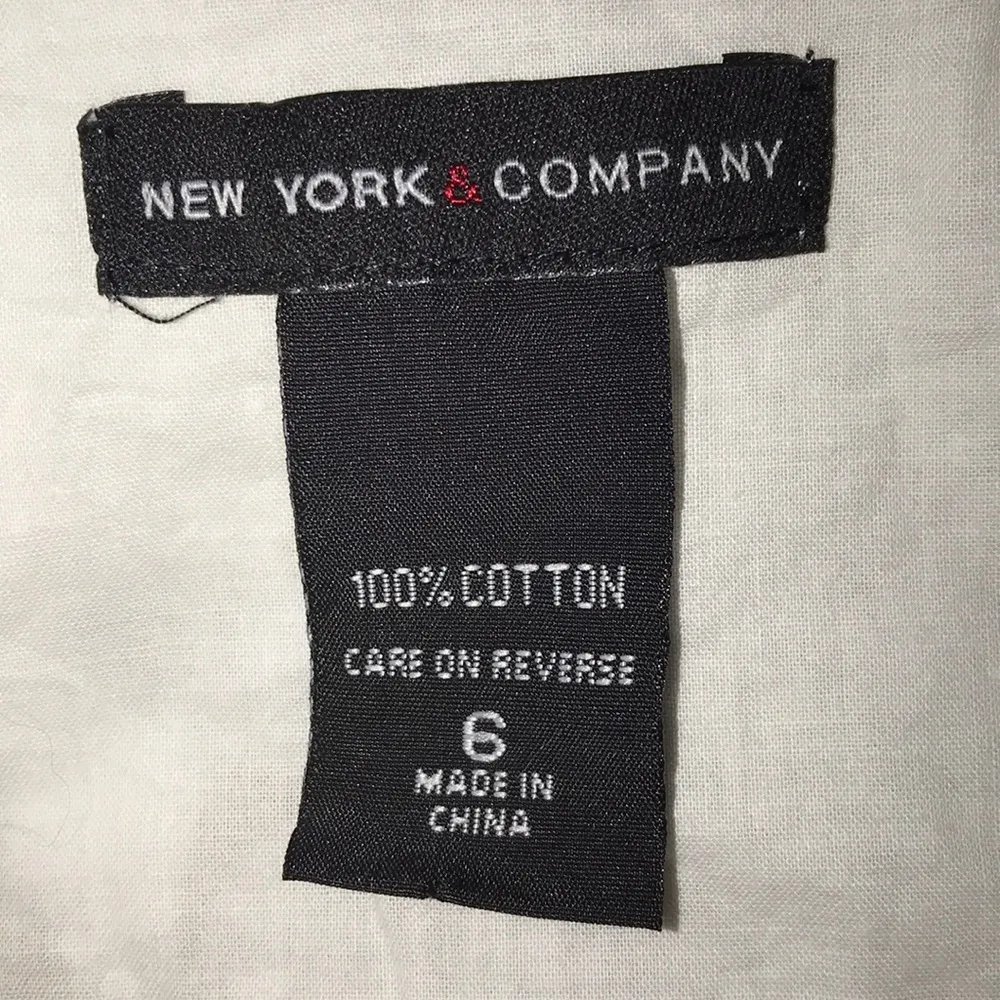 NEW YORK & COMPANY
100% COTTON
CARE ON REVERSE
6
MADE IN
CHINA